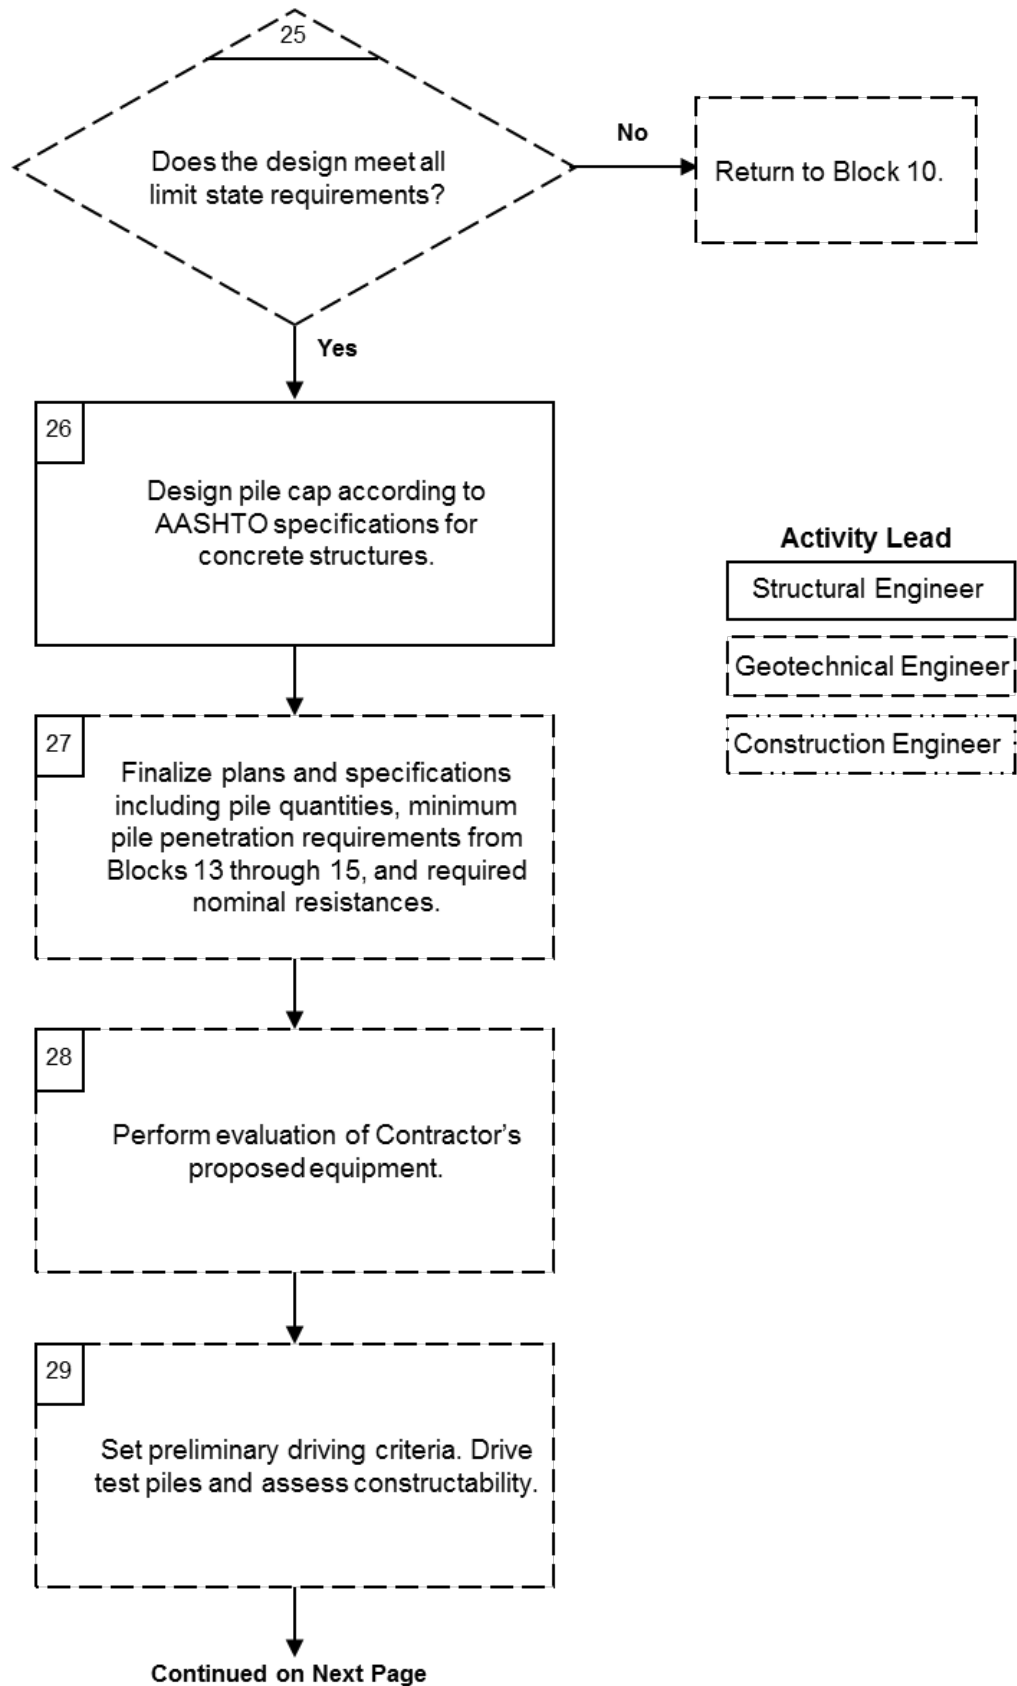 25
Does the design meet all
limit state requirements?
No
Return to Block 10.
Yes
26
Design pile cap according to
AASHTO specifications for
concrete structures.
Activity Lead
Structural Engineer
Geotechnical Engineer
Construction Engineer
27
Finalize plans and specifications
including pile quantities, minimum
pile penetration requirements from
Blocks 13 through 15, and required
nominal resistances.
28
Perform evaluation of Contractor’s
proposed equipment.
29
Set preliminary driving criteria. Drive
test piles and assess constructability.
Continued on Next Page